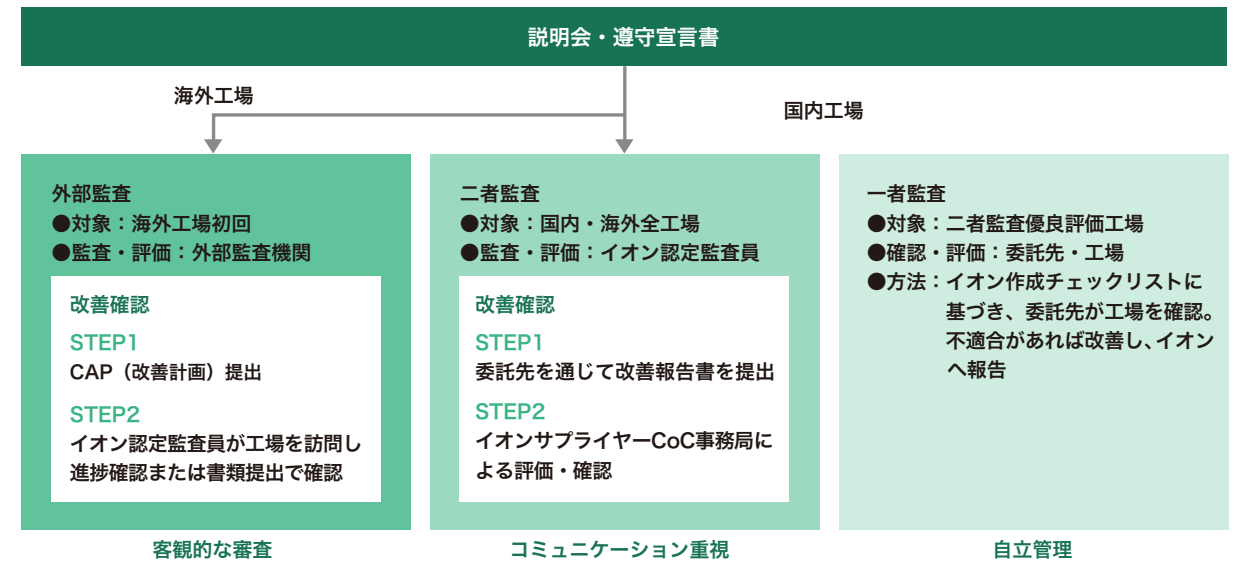 説明会・遵守宣言書
海外工場
国内工場
外部監査
●対象：海外工場初回
●監査・評価：外部監査機関
改善確認
STEP1
CAP（改善計画）提出
STEP2
イオン認定監査員が工場を訪問し
進捗確認または書類提出で確認
客観的な審査
二者監査
●対象：国内・海外全工場
●監査・評価：イオン認定監査員
改善確認
STEP1
委託先を通じて改善報告書を提出
STEP2
イオンサプライヤーCoC事務局に
よる評価・確認
コミュニケーション重視
一者監査
●対象：二者監査優良評価工場
●確認・評価：委託先・工場
●方法：イオン作成チェックリストに
基づき、委託先が工場を確認。
不適合があれば改善し、イオン
へ報告
自立管理